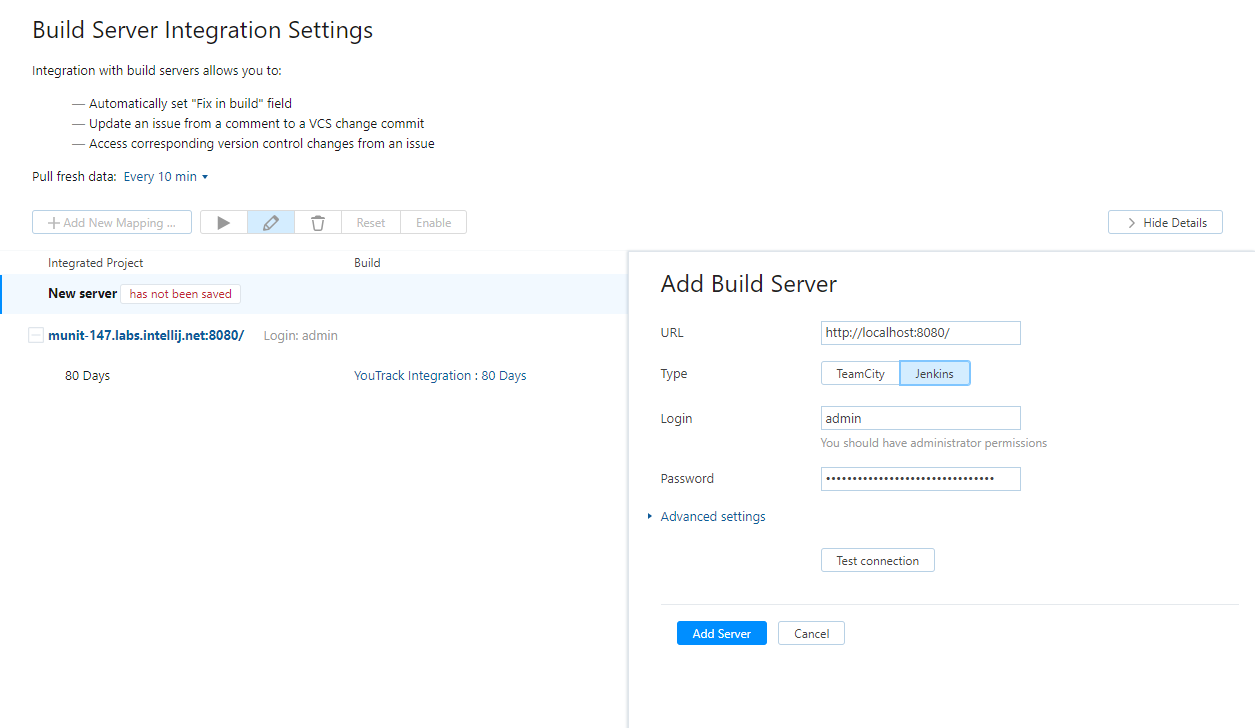 Build Server Integration Settings
Integration with build servers allows you to:
— Automatically set "Fix in build" field
— Update an issue from a comment to a VCS change commit
— Access corresponding version control changes from an issue
Pull fresh data: Every 10 min
Add New Mapping ... Reset Enable Hide Details
Integrated Project Build
New server has not been saved
munit-147.labs.intellij.net:8080/ Login: admin
80 Days YouTrack Integration : 80 Days
Add Build Server
URL http://localhost:8080/
Type TeamCity Jenkins
Login admin
You should have administrator permissions
Password ••••••••••••••••••••••••••••••••
Advanced settings
Test connection
Add Server Cancel